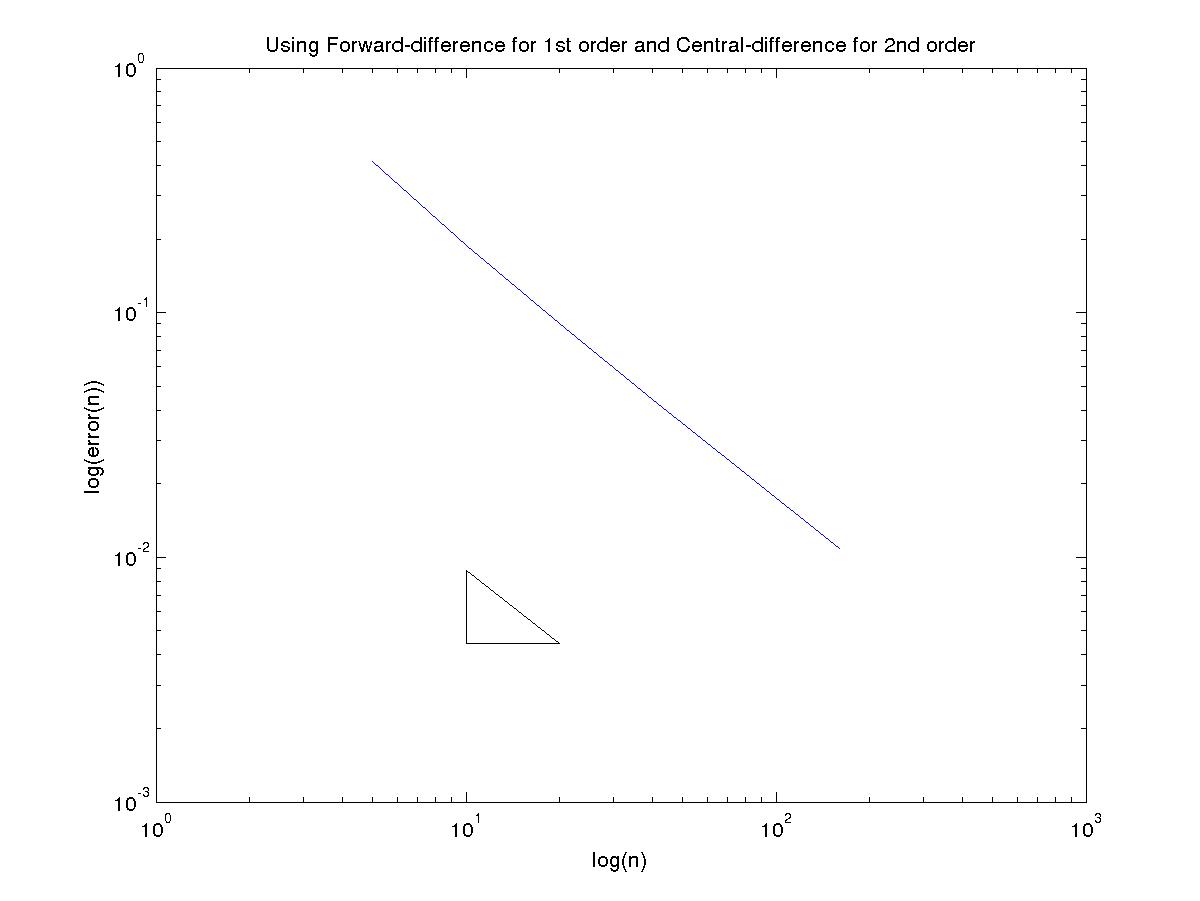 Using Forward-difference for 1st order and Central-difference for 2nd order
10^0
10^-1
10^-2
10^-3
log(error(n))
10^0 10^1 10^2 10^3
log(n)